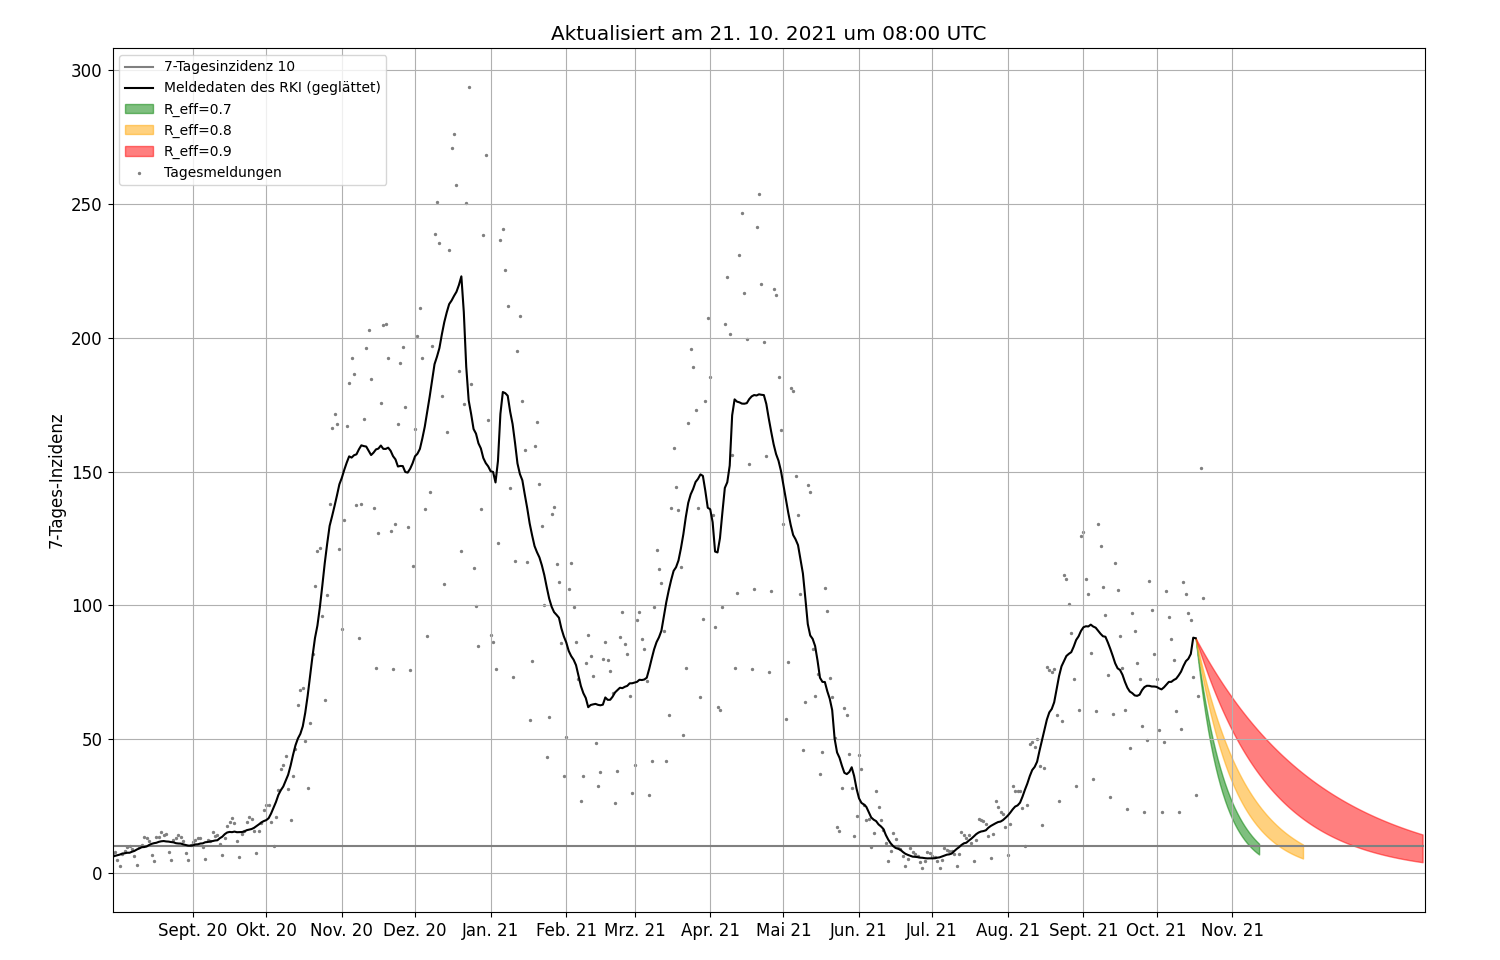 Aktualisiert am 21. 10. 2021 um 08:00 UTC
7-Tagesinzidenz 10
Meldedaten des RKI (geglättet)
R_eff=0.7
R_eff=0.8
R_eff=0.9
Tagesmeldungen
7-Tages-Inzidenz
300
250
200
150
100
50
0
Sept. 20 Okt. 20 Nov. 20 Dez. 20 Jan. 21 Feb. 21 Mrz. 21 Apr. 21 Mai 21 Jun. 21 Jul. 21 Aug. 21 Sept. 21 Oct. 21 Nov. 21